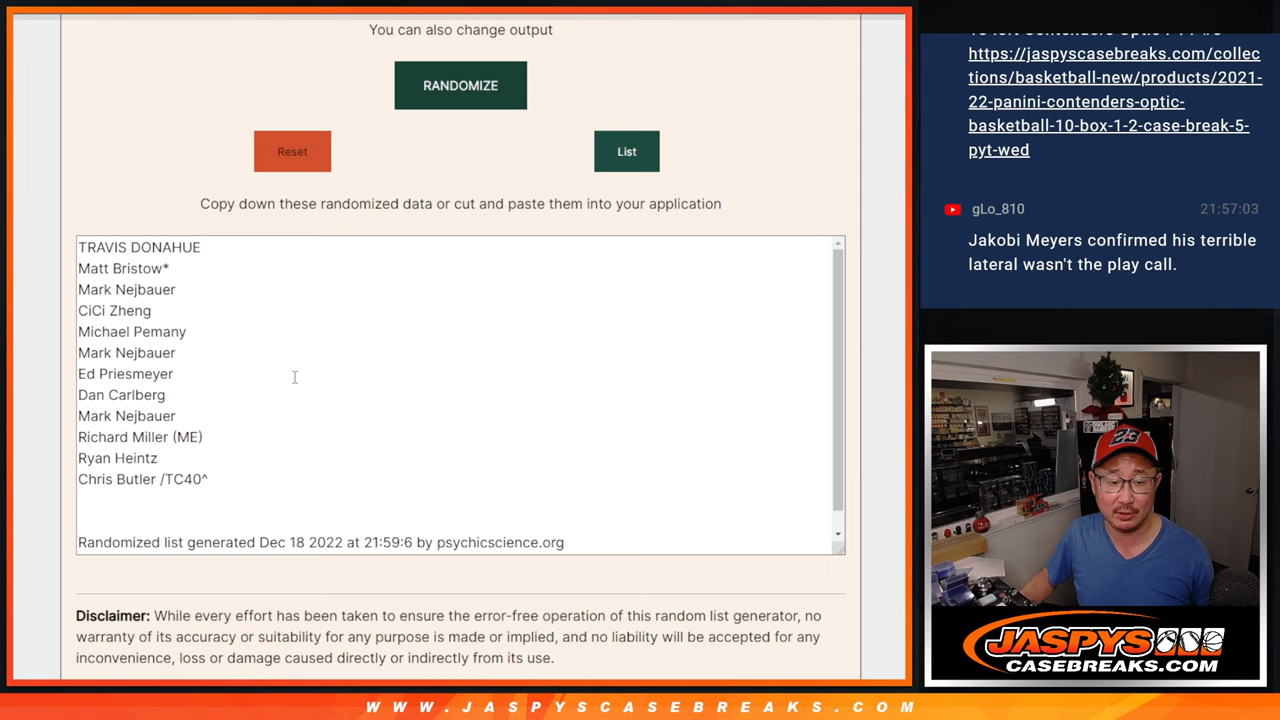 You can also change output
RANDOMIZE
Reset
List
Copy down these randomized data or cut and paste them into your application
TRAVIS DONAHUE
Matt Bristow*
Mark Nejbauer
CiCi Zheng
Michael Pemany
Mark Nejbauer
Ed Priesmeyer
Dan Carlberg
Mark Nejbauer
Richard Miller (ME)
Ryan Heintz
Chris Butler /TC40^
Randomized list generated Dec 18 2022 at 21:59:6 by psychicscience.org
Disclaimer: While every effort has been taken to ensure the error-free operation of this random list generator, no
warranty of its accuracy or suitability for any purpose is made or implied, and no liability will be accepted for any
inconvenience, loss or damage caused directly or indirectly from its use.
https://jaspyscasebreaks.com/collec
tions/basketball-new/products/2021-
22-panini-contenders-optic-
basketball-10-box-1-2-case-break-5-
pyt-wed
gLo_810 21:57:03
Jakobi Meyers confirmed his terrible
lateral wasn't the play call.
23
JASPYS
CASEBREAKS.COM
WWW.JASPYSCASEBREAKS.COM